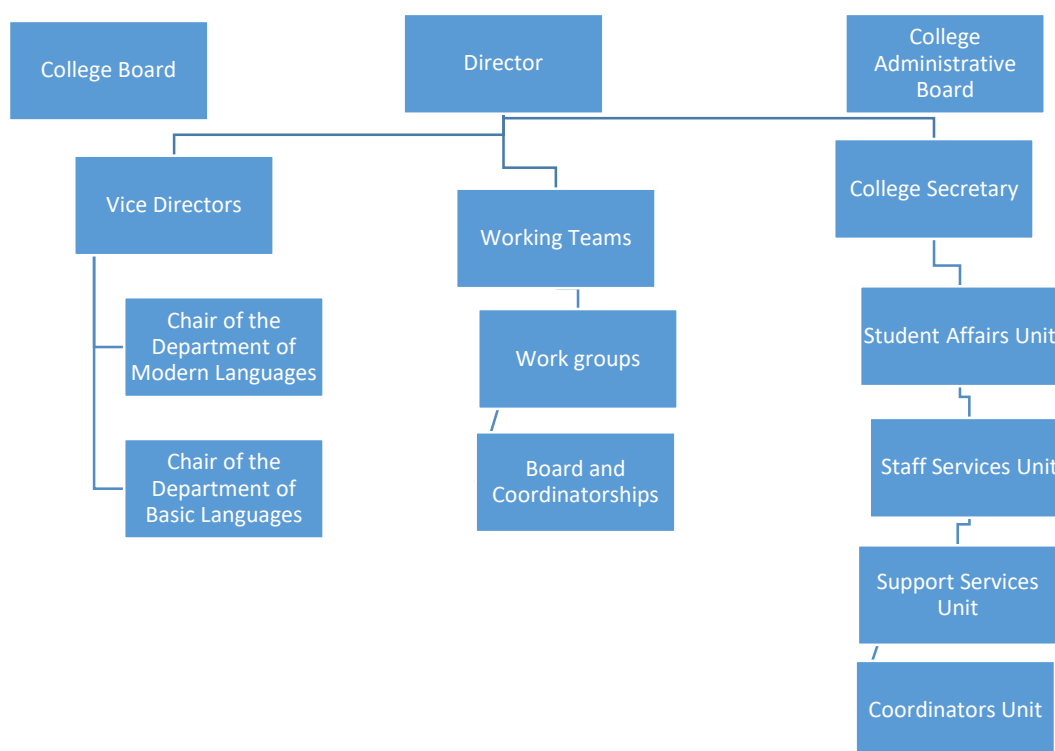 College Board
Director
College
Administrative
Board
Vice Directors
Working Teams
College Secretary
Chair of the
Department of
Modern Languages
Work groups
Student Affairs Unit
Chair of the
Department of
Basic Languages
Board and
Coordinatorships
Staff Services Unit
Support Services
Unit
Coordinators Unit